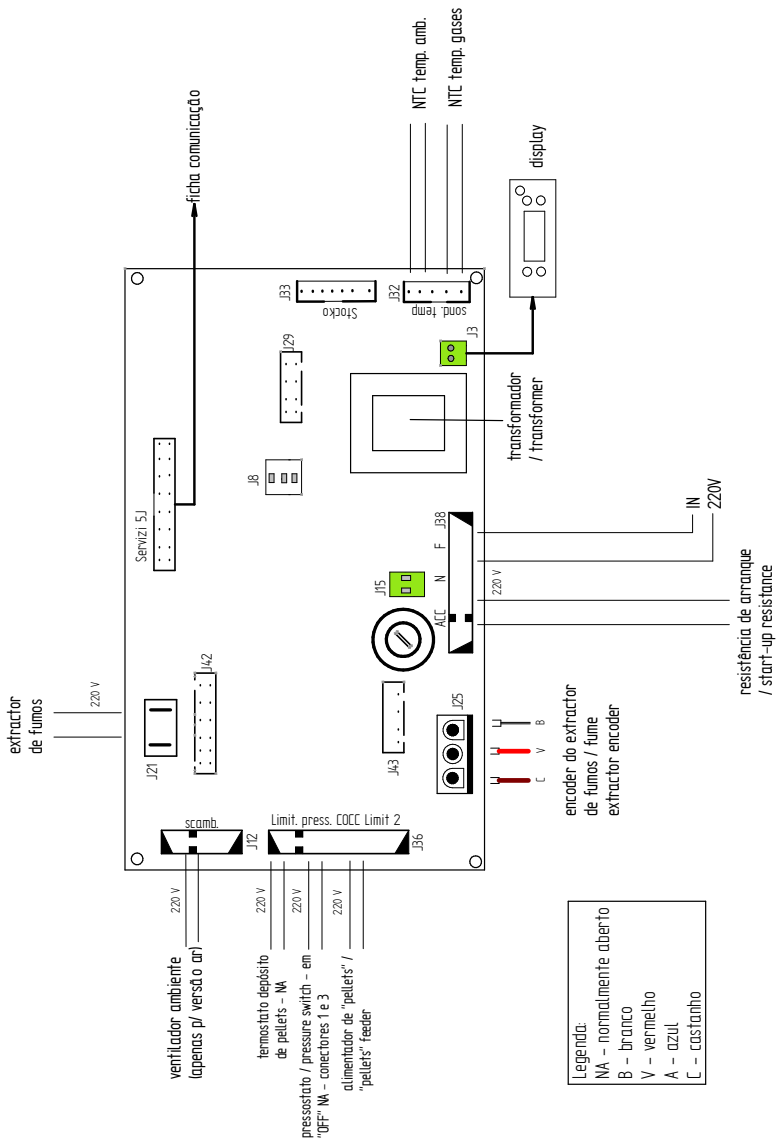 extractor
de fumos
220 V
ficha comunicação
NTC temp. amb.
NTC temp. gases
display
Servizi 5J
J21
J42
J8
J29
J33
Stocko
J32
sond. temp
J3
scamb.
J12
Limit. press. COCC Limit 2
J36
J43
J25
J15
ACC
N
F
J38
220 V
transformador
/ transformer
IN
220V
resistência de arranque
/ start-up resistance
C
V
B
encoder do extractor
de fumos / fume
extractor encoder
220 V
ventilador ambiente
(apenas p/ versão ar)
220 V
termostato depósito
de pellets - NA
220 V
pressostato / pressure switch - em
"OFF" NA - conectores 1 e 3
220 V
alimentador de "pellets" /
"pellets" feeder
Legenda:
NA - normalmente aberto
B - branco
V - vermelho
A - azul
C - castanho